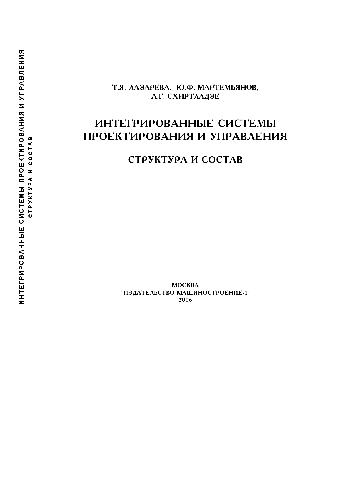 ИНТЕГРИРОВАННЫЕ СИСТЕМЫ ПРОЕКТИРОВАНИЯ И УПРАВЛЕНИЯ
СТРУКТУРА И СОСТАВ
Т.Я. ЛАЗАРЕВА, Ю.Ф. МАРТЕМЬЯНОВ,
А.Г. СХИРТЛАДЗЕ
ИНТЕГРИРОВАННЫЕ СИСТЕМЫ
ПРОЕКТИРОВАНИЯ И УПРАВЛЕНИЯ
СТРУКТУРА И СОСТАВ
МОСКВА
ИЗДАТЕЛЬСТВО МАШИНОСТРОЕНИЕ-1
2006